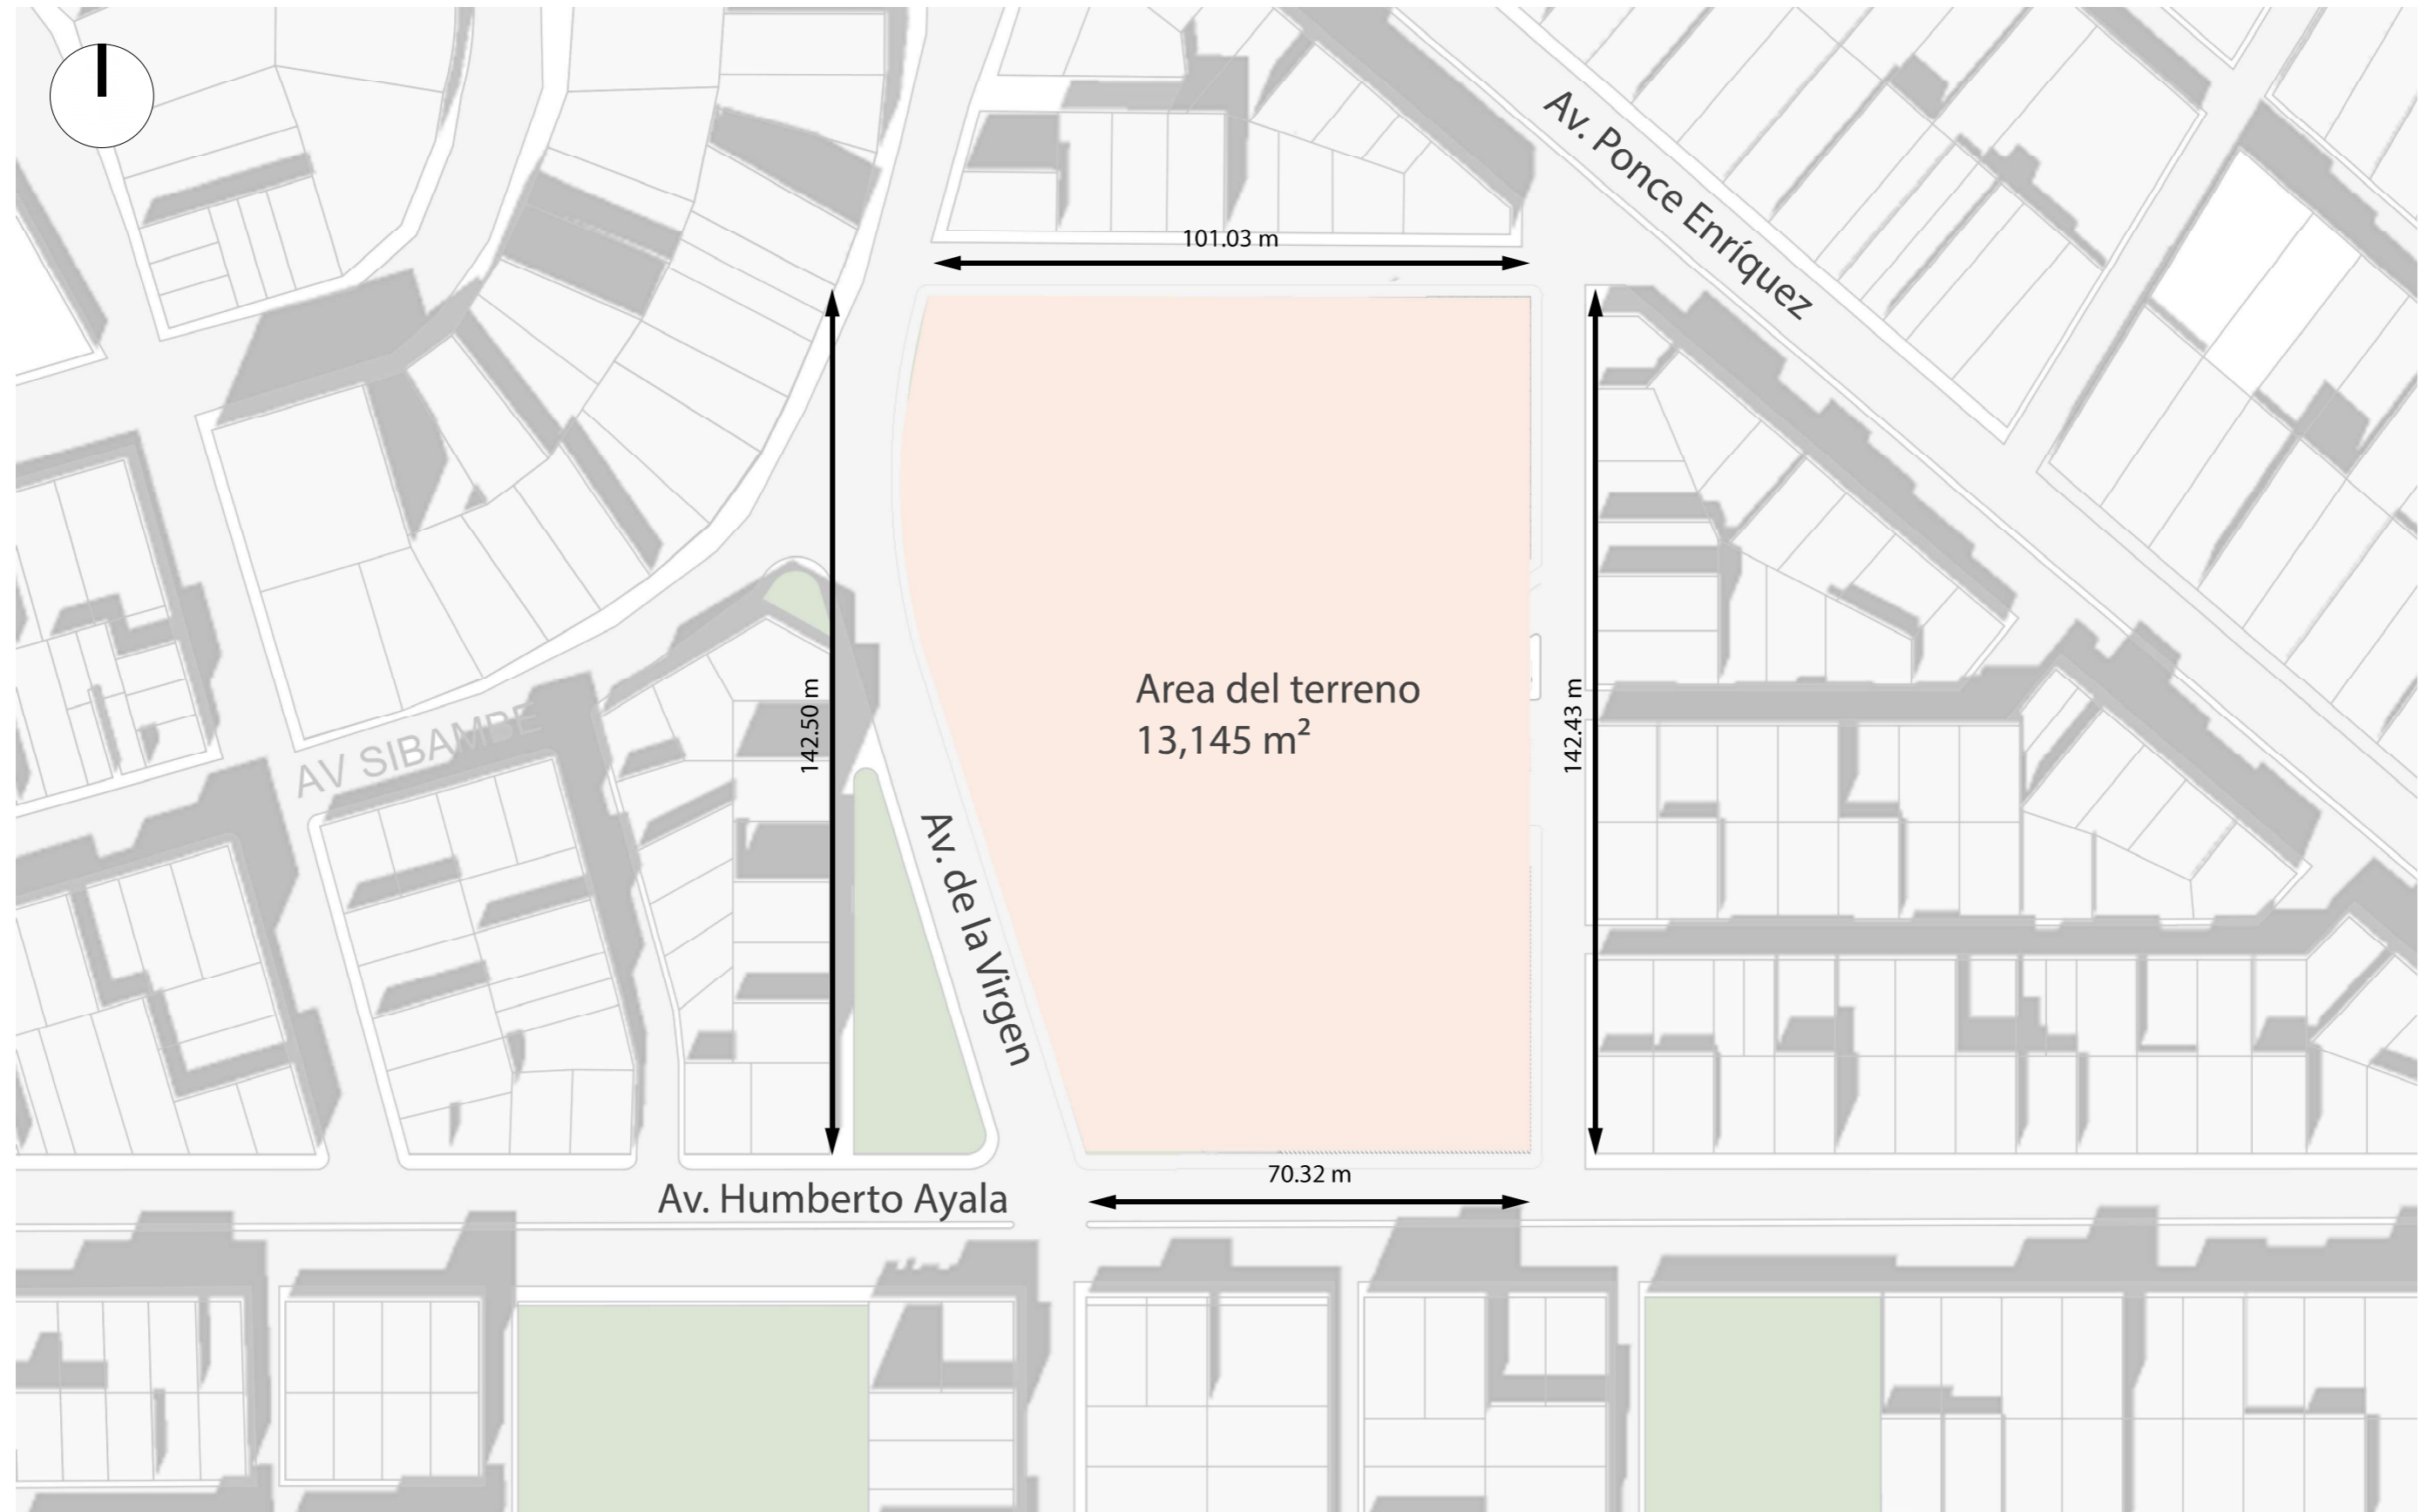 Av. Ponce Enríquez
101.03 m
142.50 m
Area del terreno
13,145 m²
142.43 m
AV SIBAMBE
Av. de la Virgen
70.32 m
Av. Humberto Ayala